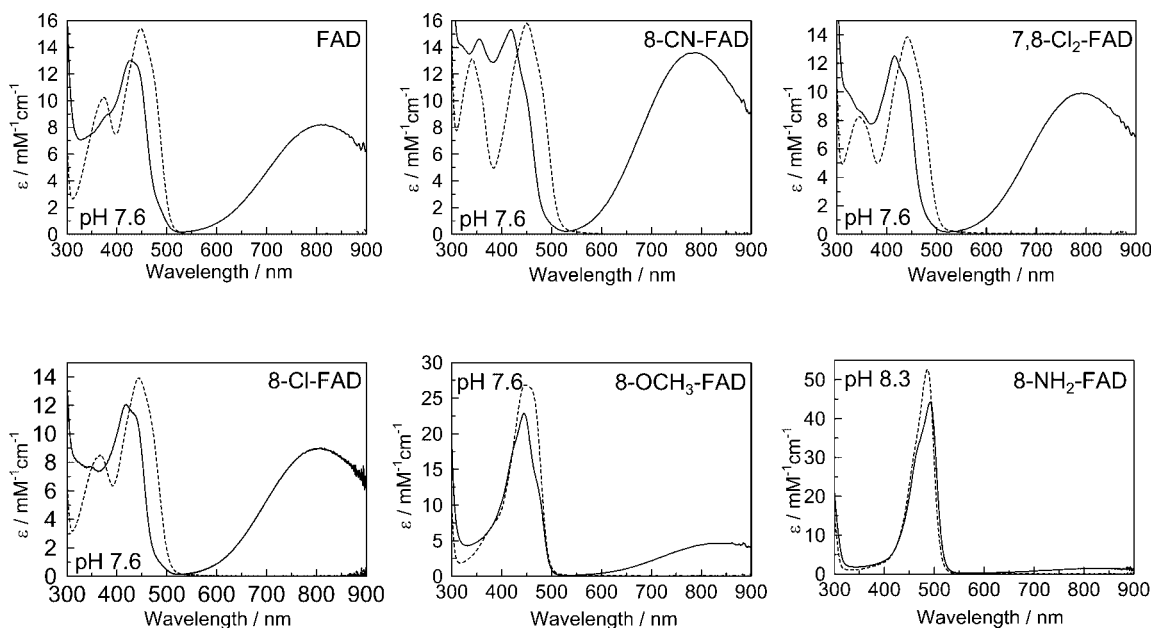 FAD
ε / mM⁻¹cm⁻¹
16
14
12
10
8
6
4
2
0
pH 7.6
300 400 500 600 700 800 900
Wavelength / nm
8-CN-FAD
ε / mM⁻¹cm⁻¹
16
14
12
10
8
6
4
2
0
pH 7.6
300 400 500 600 700 800 900
Wavelength / nm
7,8-Cl₂-FAD
ε / mM⁻¹cm⁻¹
16
14
12
10
8
6
4
2
0
pH 7.6
300 400 500 600 700 800 900
Wavelength / nm
8-Cl-FAD
ε / mM⁻¹cm⁻¹
14
12
10
8
6
4
2
0
pH 7.6
300 400 500 600 700 800 900
Wavelength / nm
pH 7.6
8-OCH₃-FAD
ε / mM⁻¹cm⁻¹
30
25
20
15
10
5
0
300 400 500 600 700 800 900
Wavelength / nm
pH 8.3
8-NH₂-FAD
ε / mM⁻¹cm⁻¹
50
40
30
20
10
0
300 400 500 600 700 800 900
Wavelength / nm